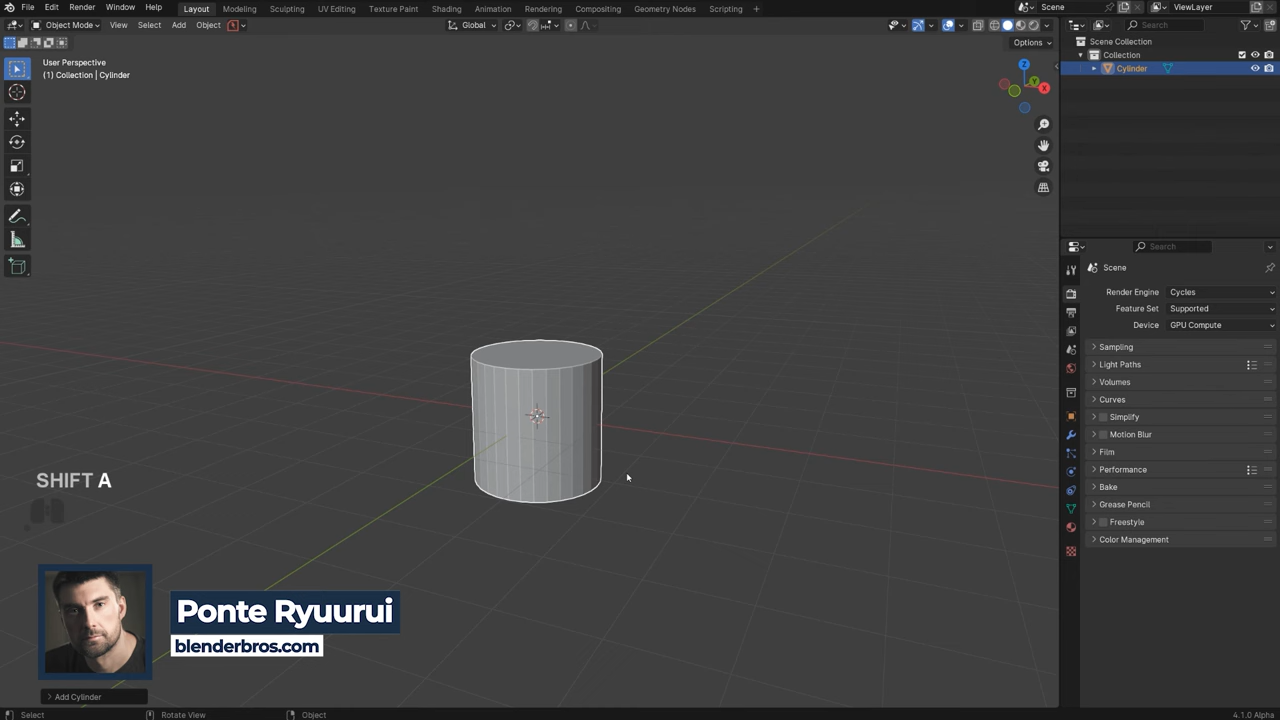 File Edit Render Window Help Layout Modeling Sculpting UV Editing Texture Paint Shading Animation Rendering Compositing Geometry Nodes Scripting Scene ViewLayer
Object Mode View Select Add Object Global Search
Options
Scene Collection
Collection
Cylinder
User Perspective
(1) Collection | Cylinder
Z
Y
X
Search
Scene
Render Engine Cycles
Feature Set Supported
Device GPU Compute
Sampling
Light Paths
Volumes
Curves
Simplify
Motion Blur
Film
Performance
Bake
Grease Pencil
Freestyle
Color Management
SHIFT A
Ponte Ryuurui
blenderbros.com
Add Cylinder
Select Rotate View Object 4.1.0 Alpha